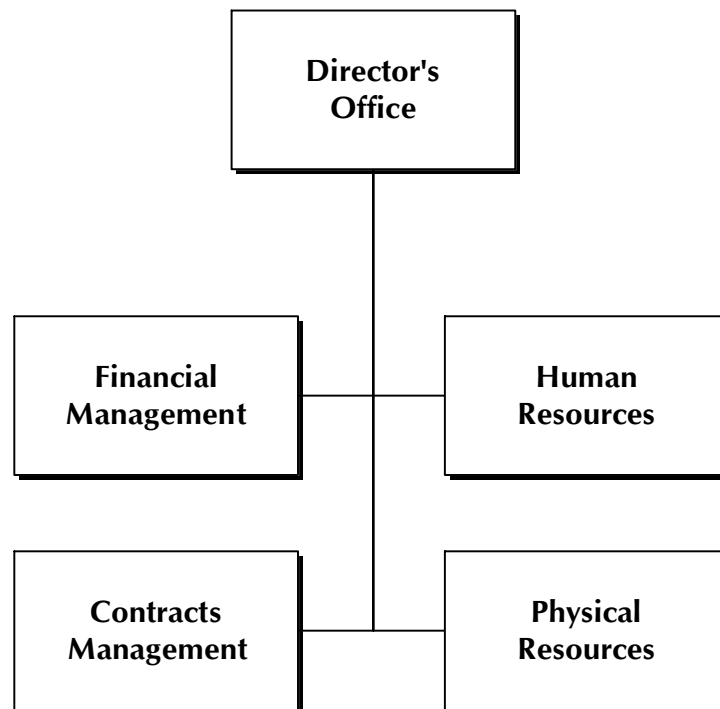 Director's
Office
Financial
Management
Human
Resources
Contracts
Management
Physical
Resources